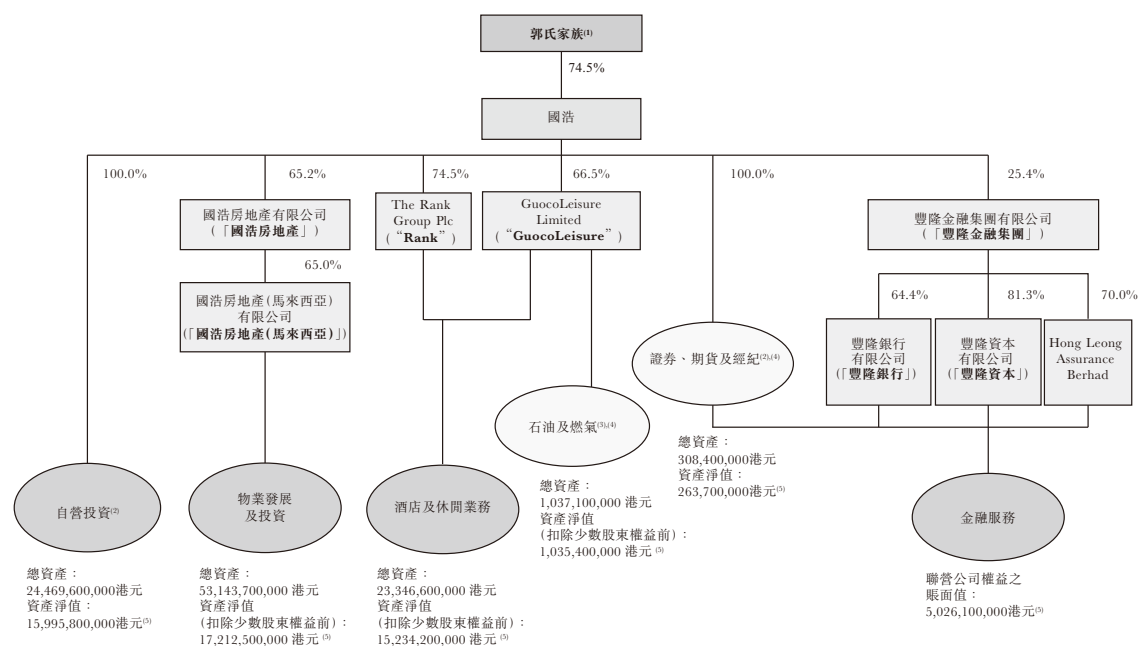 郭氏家族(1)
74.5%
國浩
100.0%
65.2%
74.5%
66.5%
100.0%
25.4%
國浩房地產有限公司
(「國浩房地產」)
The Rank
Group Plc
(“Rank”)
GuocoLeisure
Limited
(“GuocoLeisure”)
豐隆金融集團有限公司
(「豐隆金融集團」)
65.0%
64.4%
81.3%
70.0%
國浩房地產(馬來西亞)
有限公司
(「國浩房地產(馬來西亞)」)
豐隆銀行
有限公司
(「豐隆銀行」)
豐隆資本
有限公司
(「豐隆資本」)
Hong Leong
Assurance
Berhad
證券、期貨及經紀(2),(4)
石油及燃氣(3),(4)
總資產：
308,400,000港元
資產淨值：
263,700,000港元(5)
總資產：
1,037,100,000 港元
資產淨值
(扣除少數股東權益前)：
1,035,400,000 港元 (5)
自營投資(2)
物業發展
及投資
酒店及休閒業務
金融服務
總資產：
24,469,600,000港元
資產淨值：
15,995,800,000港元(5)
總資產：
53,143,700,000 港元
資產淨值
(扣除少數股東權益前)：
17,212,500,000 港元 (5)
總資產：
23,346,600,000 港元
資產淨值
(扣除少數股東權益前)：
15,234,200,000 港元 (5)
聯營公司權益之
賬面值：
5,026,100,000港元(5)